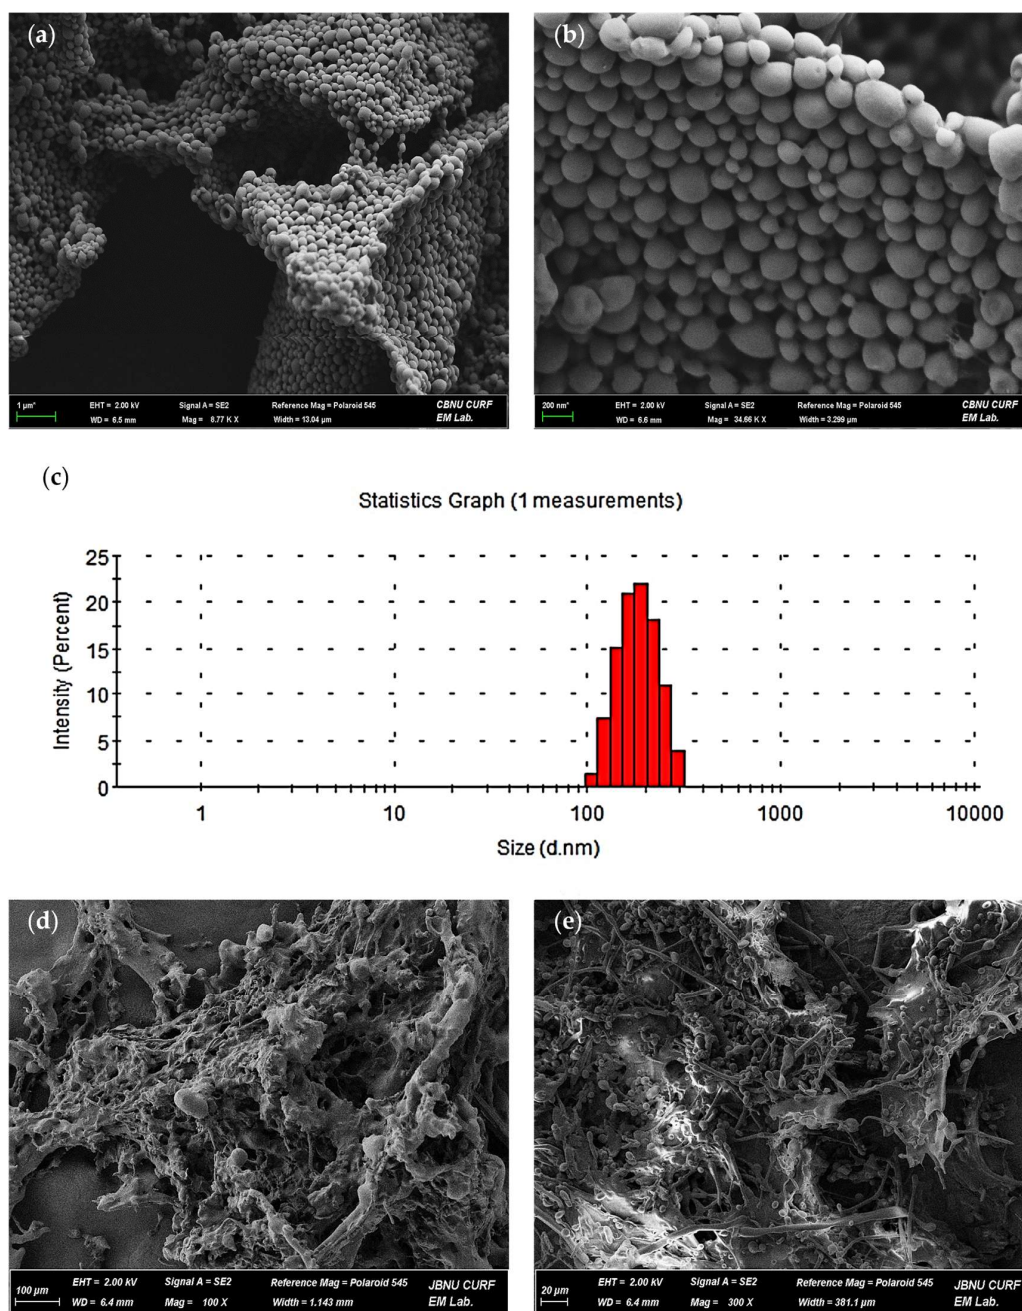 (a)
(b)
1 µm*
EHT = 2.00 kV
Signal A = SE2
Reference Mag = Polaroid 545
CBNU CURF
WD = 6.5 mm
Mag = 8.77 K X
Width = 13.04 µm
EM Lab.
200 nm*
EHT = 2.00 kV
Signal A = SE2
Reference Mag = Polaroid 545
CBNU CURF
WD = 6.6 mm
Mag = 34.66 K X
Width = 3.299 µm
EM Lab.
(c)
Statistics Graph (1 measurements)
Intensity (Percent)
25
20
15
10
5
0
1 10 100 1000 10000
Size (d.nm)
(d)
(e)
100 µm
EHT = 2.00 kV
Signal A = SE2
Reference Mag = Polaroid 545
JBNU CURF
WD = 6.4 mm
Mag = 100 X
Width = 1.143 mm
EM Lab.
20 µm
EHT = 2.00 kV
Signal A = SE2
Reference Mag = Polaroid 545
JBNU CURF
WD = 6.4 mm
Mag = 300 X
Width = 381.1 µm
EM Lab.